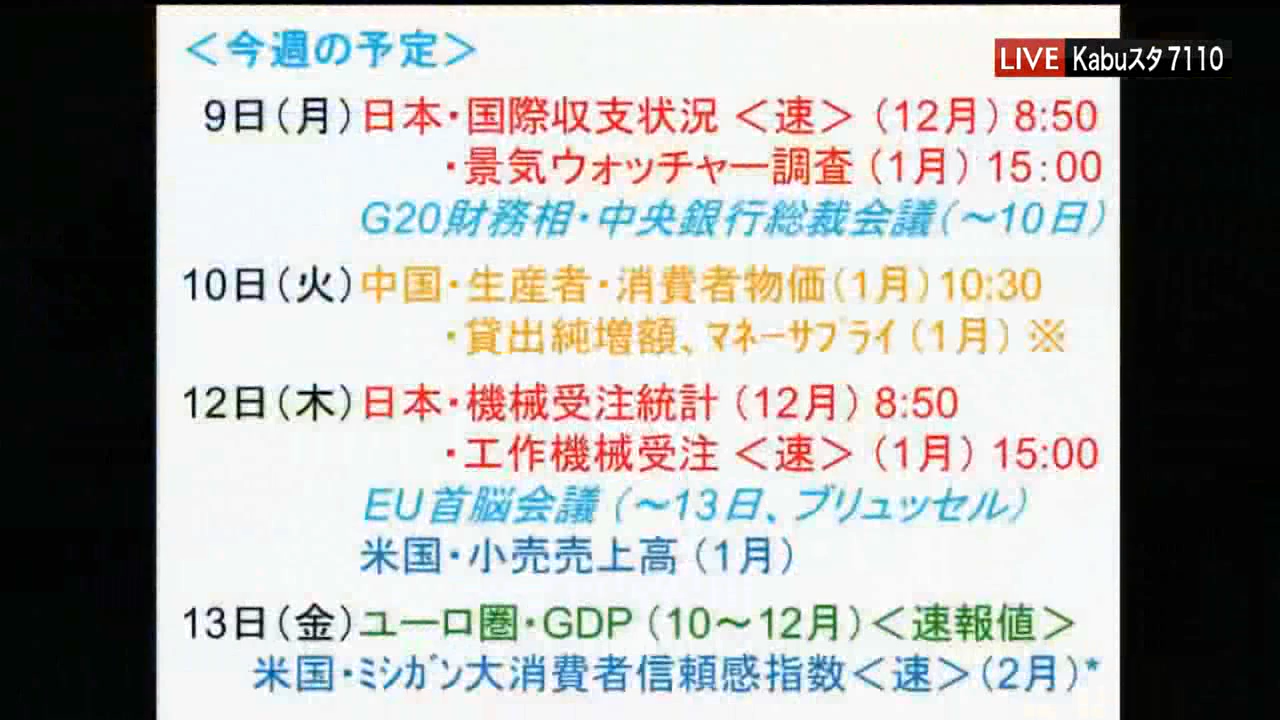 ＜今週の予定＞
LIVE Kabuスタ7110
9日（月）日本・国際収支状況 ＜速＞（12月）8:50
・景気ウォッチャー調査（1月）15:00
G20財務相・中央銀行総裁会議（～10日）
10日（火）中国・生産者・消費者物価（1月）10:30
・貸出純増額、ﾏﾈｰｻﾌﾟﾗｲ（1月）※
12日（木）日本・機械受注統計（12月）8:50
・工作機械受注 ＜速＞（1月）15:00
EU首脳会議（～13日、ブリュッセル）
米国・小売売上高（1月）
13日（金）ユーロ圏・GDP（10～12月）＜速報値＞
米国・ﾐｼｶﾞﾝ大消費者信頼感指数＜速＞（2月）*